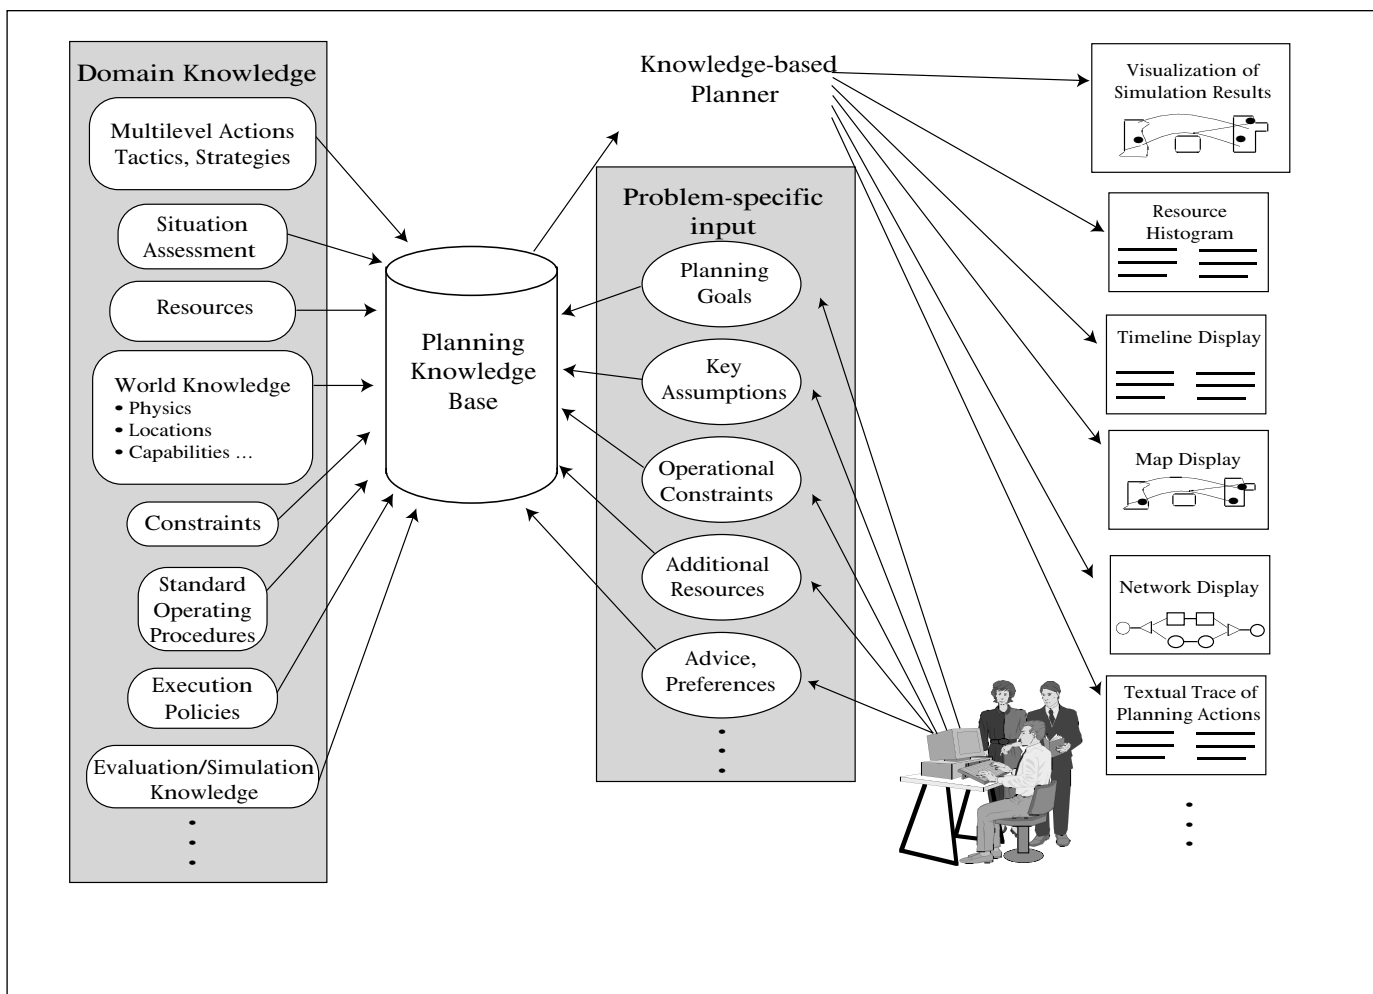 Domain Knowledge
Multilevel Actions
Tactics, Strategies
Situation
Assessment
Resources
World Knowledge
• Physics
• Locations
• Capabilities …
Constraints
Standard
Operating
Procedures
Execution
Policies
Evaluation/Simulation
Knowledge
Planning
Knowledge
Base
Knowledge-based
Planner
Problem-specific
input
Planning
Goals
Key
Assumptions
Operational
Constraints
Additional
Resources
Advice,
Preferences
Visualization of
Simulation Results
Resource
Histogram
Timeline Display
Map Display
Network Display
Textual Trace of
Planning Actions